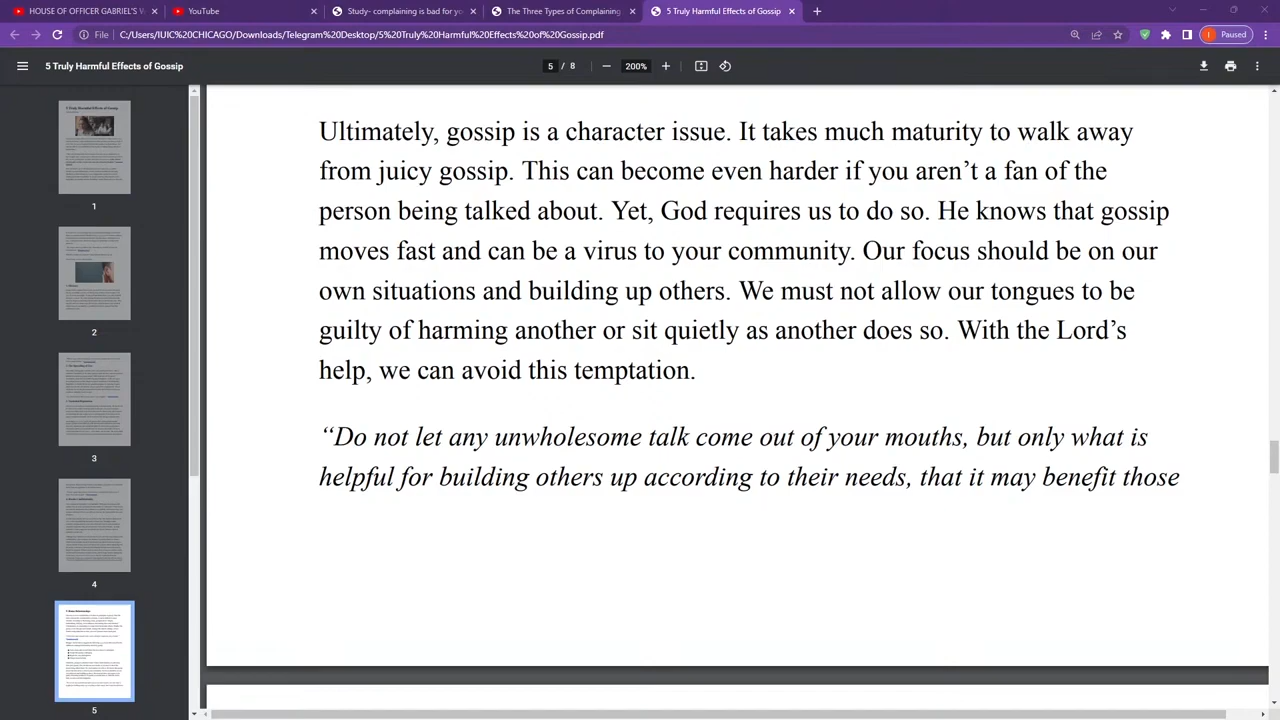 HOUSE OF OFFICER GABRIEL'S V
YouTube
Study- complaining is bad for yo
The Three Types of Complaining
5 Truly Harmful Effects of Gossip
File
C:/Users/IUIC%20CHICAGO/Downloads/Telegram%20Desktop/5%20Truly%20Harmful%20Effects%20of%20Gossip.pdf
I
Paused
5 Truly Harmful Effects of Gossip
5 / 8
200%
Ultimately, gossip is a character issue. It takes much maturity to walk away
from juicy gossip. This can become even harder if you aren’t a fan of the
person being talked about. Yet, God requires us to do so. He knows that gossip
moves fast and can be a virus to your community. Our focus should be on our
own situations and building up others. We must not allow our tongues to be
guilty of harming another or sit quietly as another does so. With the Lord’s
help, we can avoid this temptation.
“Do not let any unwholesome talk come out of your mouths, but only what is
helpful for building others up according to their needs, that it may benefit those
1
2
3
4
5